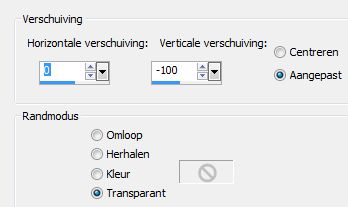 Verschuiving
Horizontale verschuiving: Verticale verschuiving:
0 -100
Centreren
Aangepast
Randmodus
Omloop
Herhalen
Kleur
Transparant